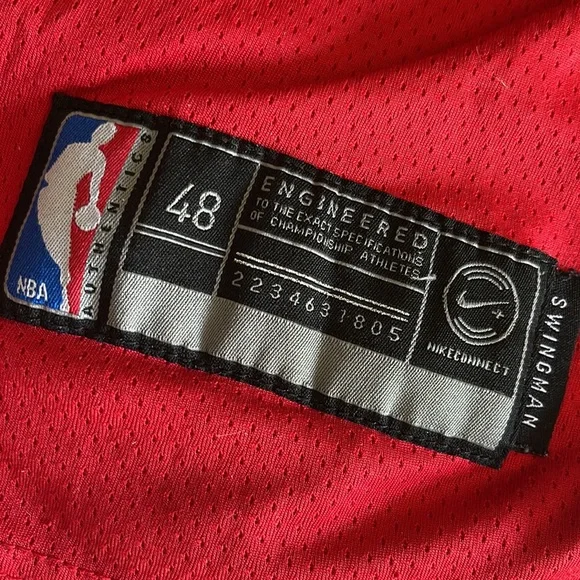 NBA
AUTHENTICS
48
ENGINEERED
TO THE EXACT SPECIFICATIONS
OF CHAMPIONSHIP ATHLETES
2234631805
NIKECONNECT
SWINGMAN